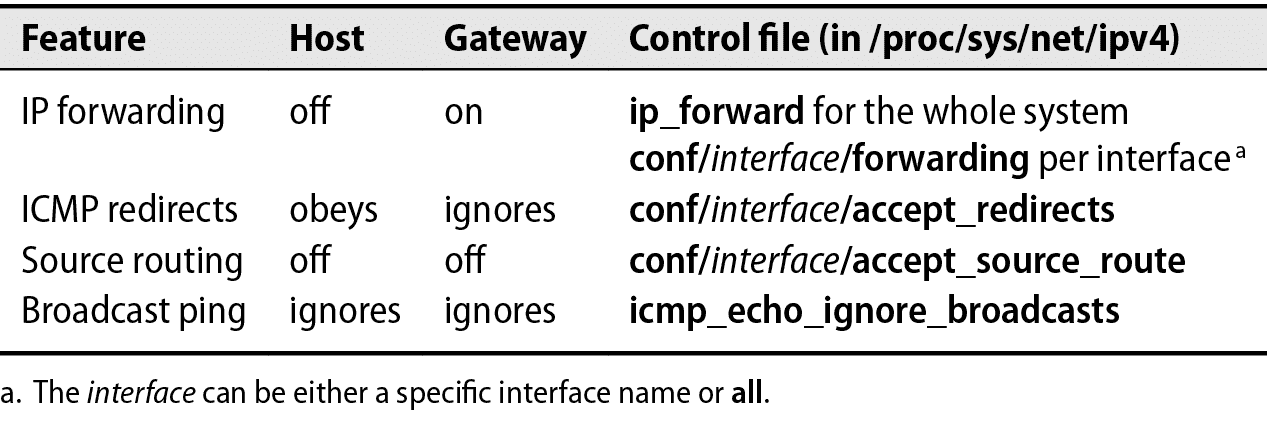 Feature Host Gateway Control file (in /proc/sys/net/ipv4)
IP forwarding off on ip_forward for the whole system
conf/interface/forwarding per interface a
ICMP redirects obeys ignores conf/interface/accept_redirects
Source routing off off conf/interface/accept_source_route
Broadcast ping ignores ignores icmp_echo_ignore_broadcasts
a. The interface can be either a specific interface name or all.